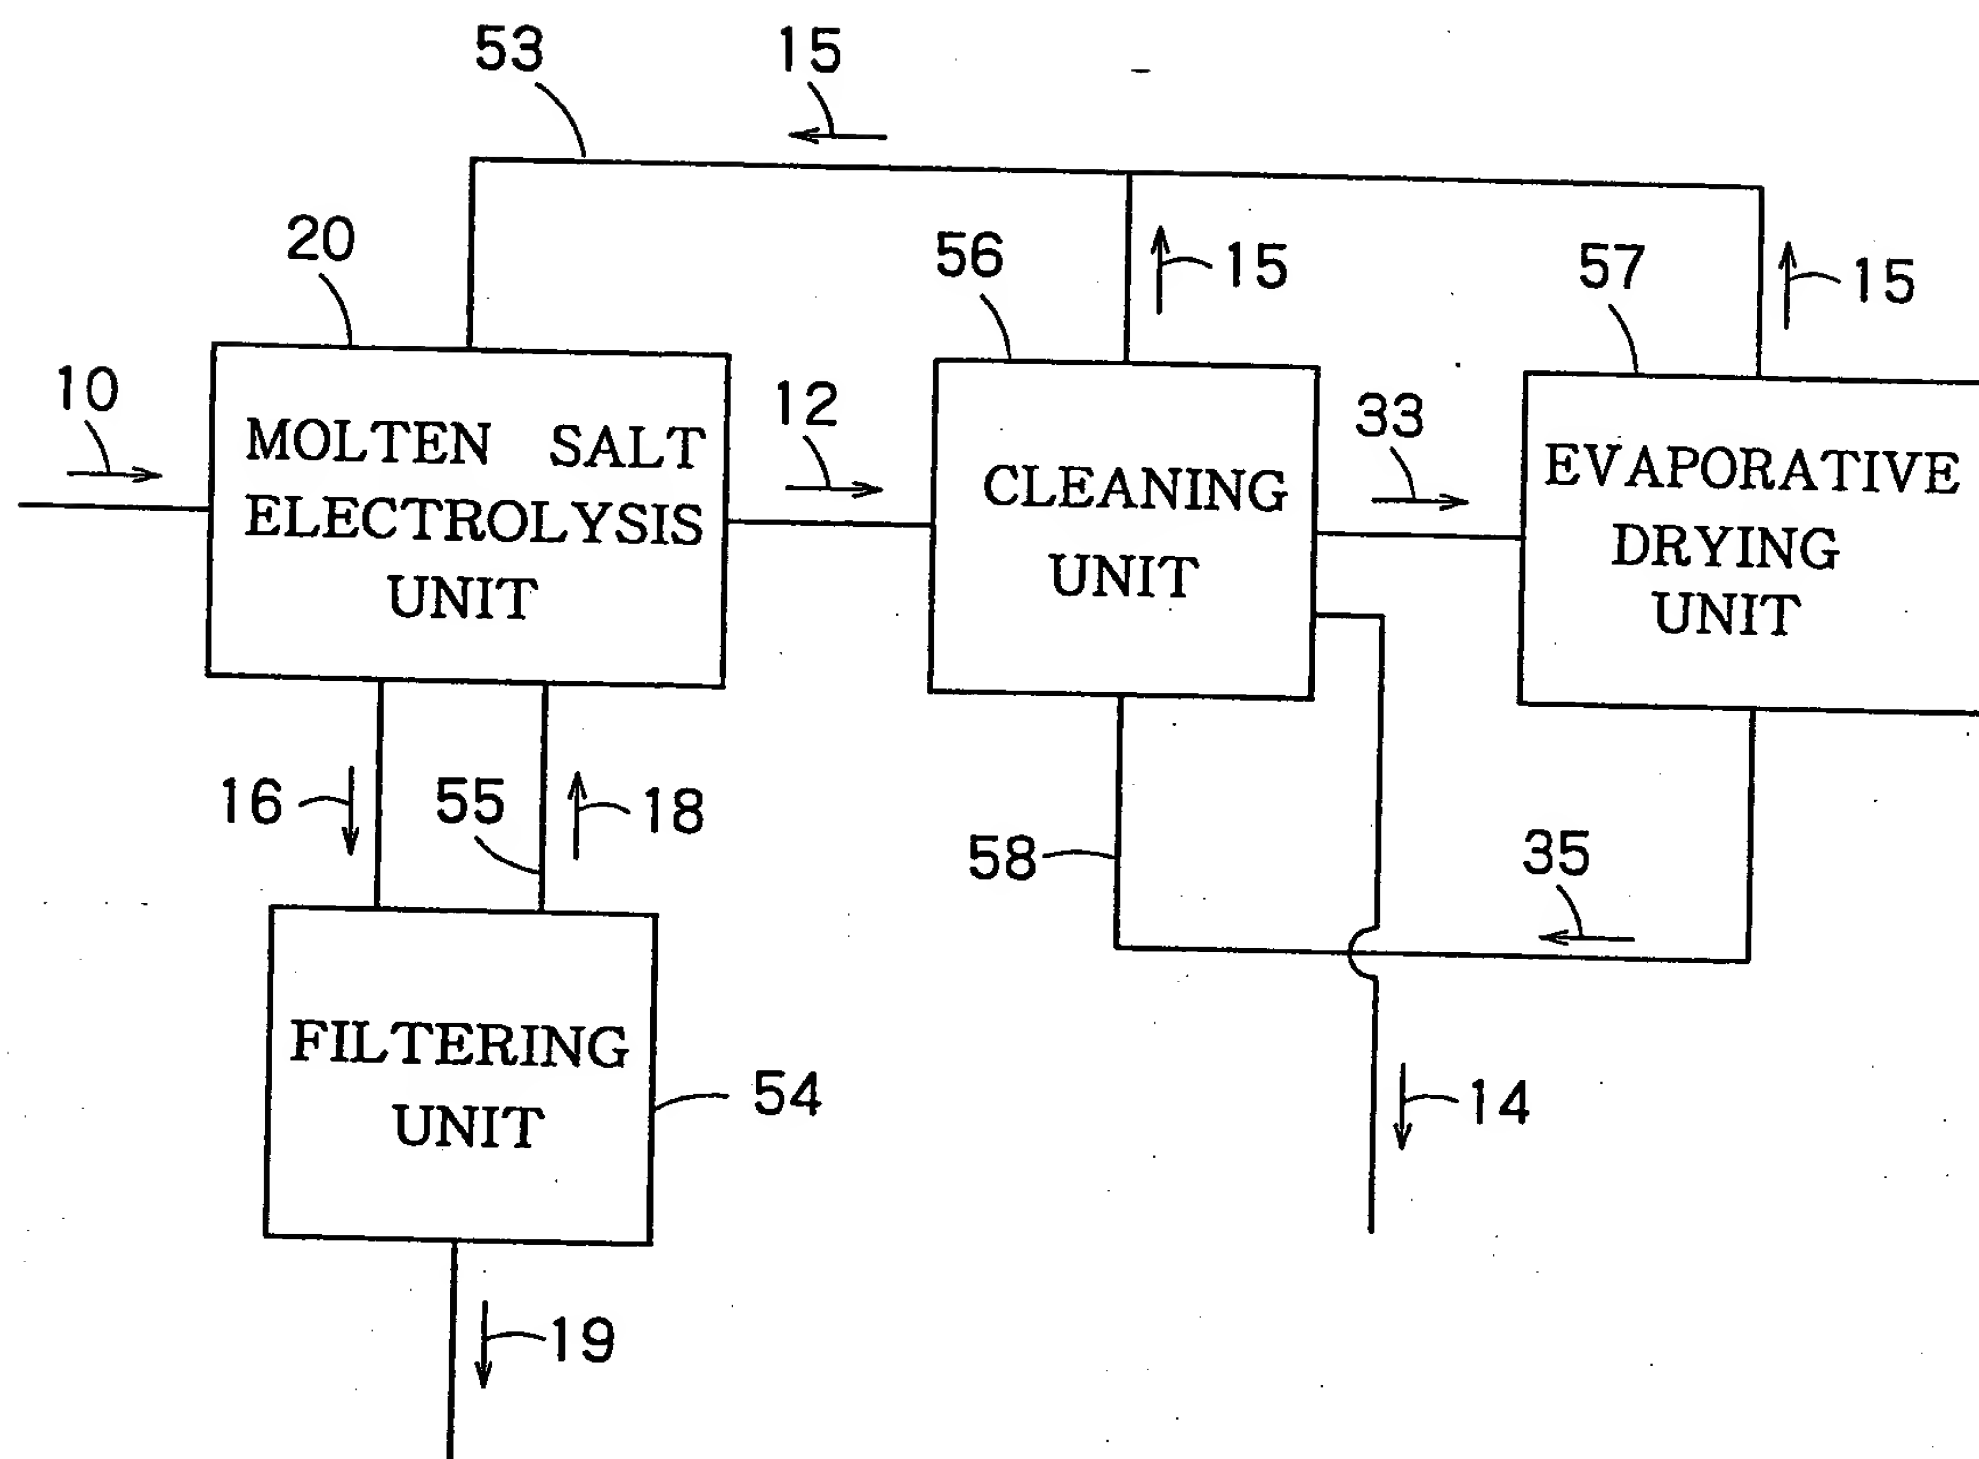 53
15
20
56
15
57
15
10
12
33
MOLTEN SALT
ELECTROLYSIS
UNIT
CLEANING
UNIT
EVAPORATIVE
DRYING
UNIT
16
55
18
58
35
FILTERING
UNIT
54
14
19